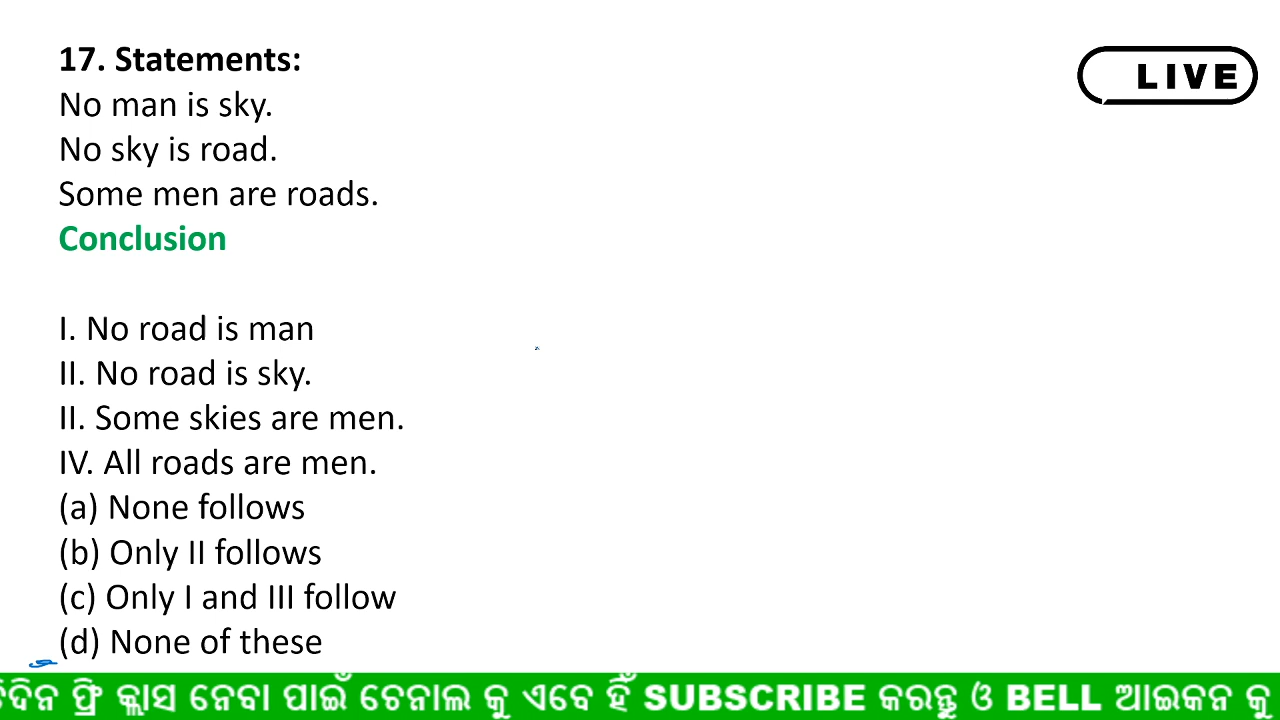 17. Statements:
LIVE
No man is sky.
No sky is road.
Some men are roads.
Conclusion
I. No road is man
II. No road is sky.
II. Some skies are men.
IV. All roads are men.
(a) None follows
(b) Only II follows
(c) Only I and III follow
(d) None of these
ଫ୍ରି କ୍ଲାସ ନେବା ପାଇଁ ଚେନାଲ କୁ ଏବେ ହିଁ SUBSCRIBE କରନ୍ତୁ ଓ BELL ଆଇକନ କୁ